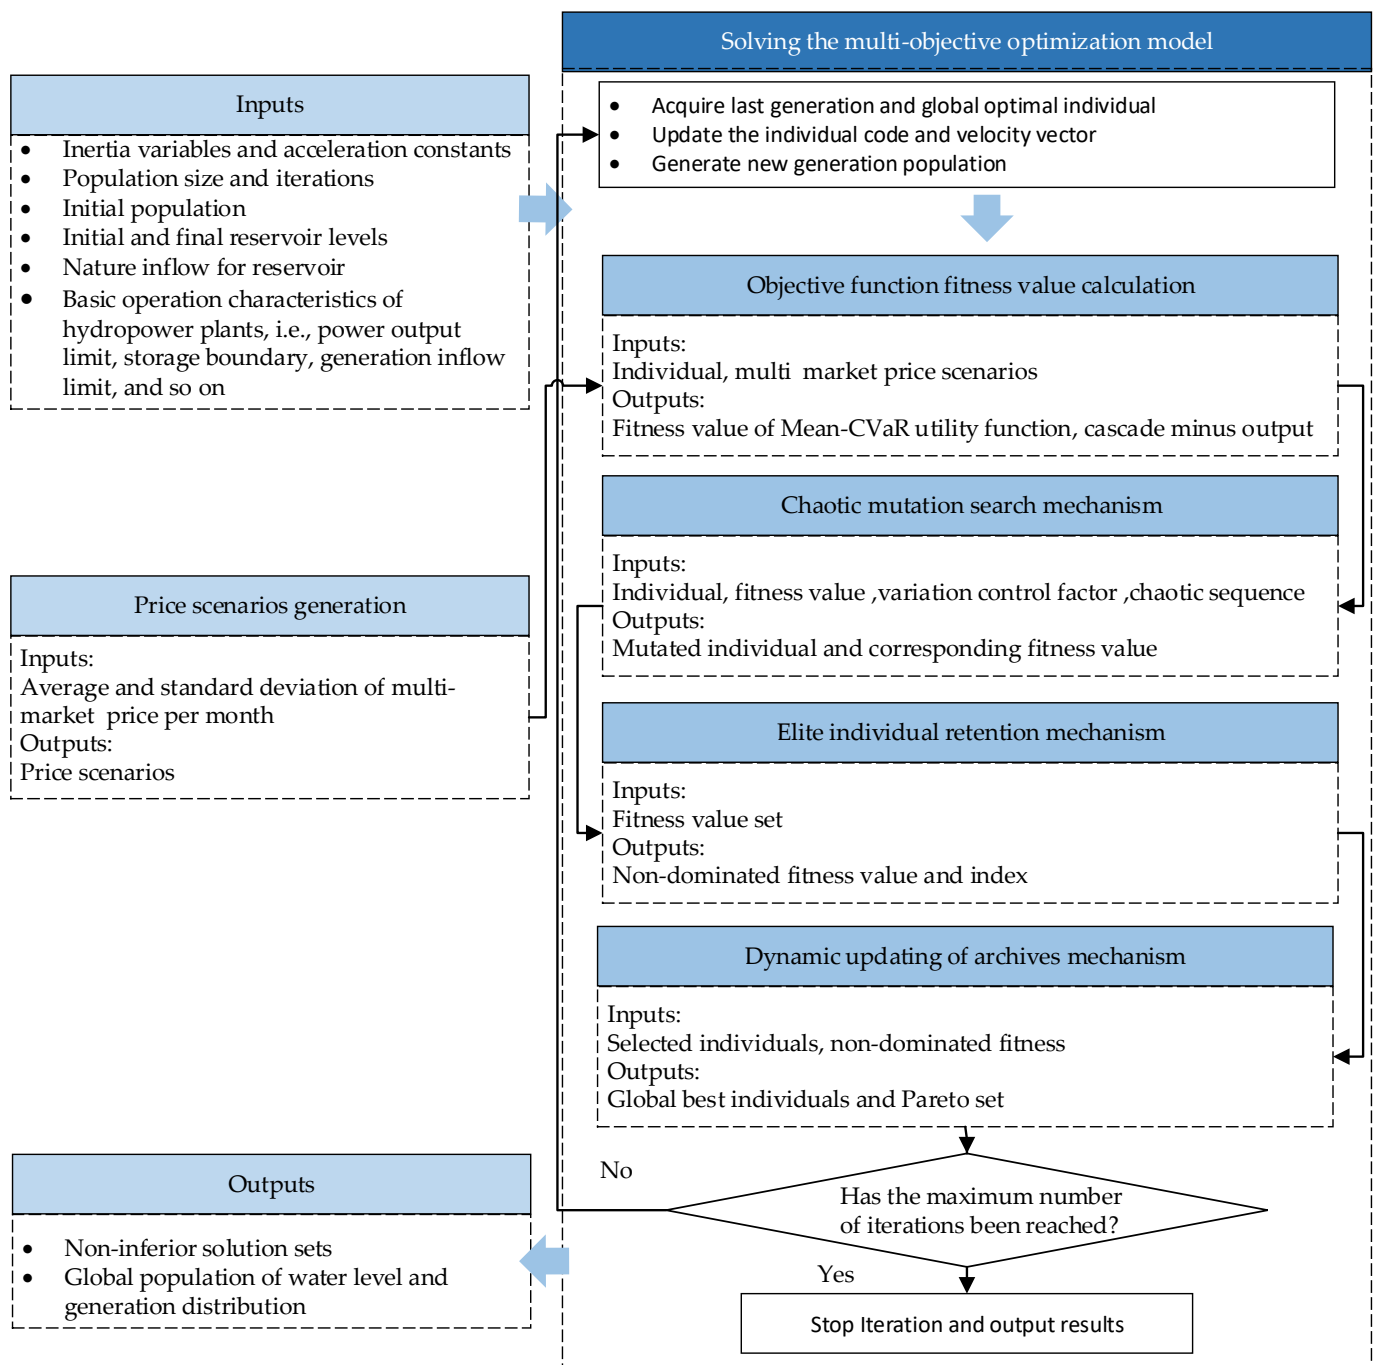 Solving the multi-objective optimization model
Inputs
• Inertia variables and acceleration constants
• Population size and iterations
• Initial population
• Initial and final reservoir levels
• Nature inflow for reservoir
• Basic operation characteristics of
hydropower plants, i.e., power output
limit, storage boundary, generation inflow
limit, and so on
• Acquire last generation and global optimal individual
• Update the individual code and velocity vector
• Generate new generation population
Objective function fitness value calculation
Inputs:
Individual, multi market price scenarios
Outputs:
Fitness value of Mean-CVaR utility function, cascade minus output
Chaotic mutation search mechanism
Inputs:
Individual, fitness value ,variation control factor ,chaotic sequence
Outputs:
Mutated individual and corresponding fitness value
Price scenarios generation
Inputs:
Average and standard deviation of multi-
market price per month
Outputs:
Price scenarios
Elite individual retention mechanism
Inputs:
Fitness value set
Outputs:
Non-dominated fitness value and index
Dynamic updating of archives mechanism
Inputs:
Selected individuals, non-dominated fitness
Outputs:
Global best individuals and Pareto set
No
Has the maximum number
of iterations been reached?
Yes
Stop Iteration and output results
Outputs
• Non-inferior solution sets
• Global population of water level and
generation distribution